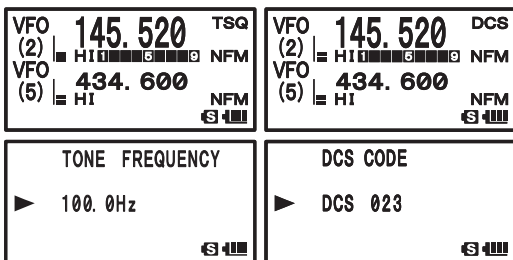 VFO
(2)
145. 520
TSQ
HI 1 5 9 NFM
VFO
(5)
434. 600
HI
NFM
S
VFO
(2)
145. 520
DCS
HI 1 5 9 NFM
VFO
(5)
434. 600
HI
NFM
S
TONE FREQUENCY
100. 0Hz
S
DCS CODE
DCS 023
S